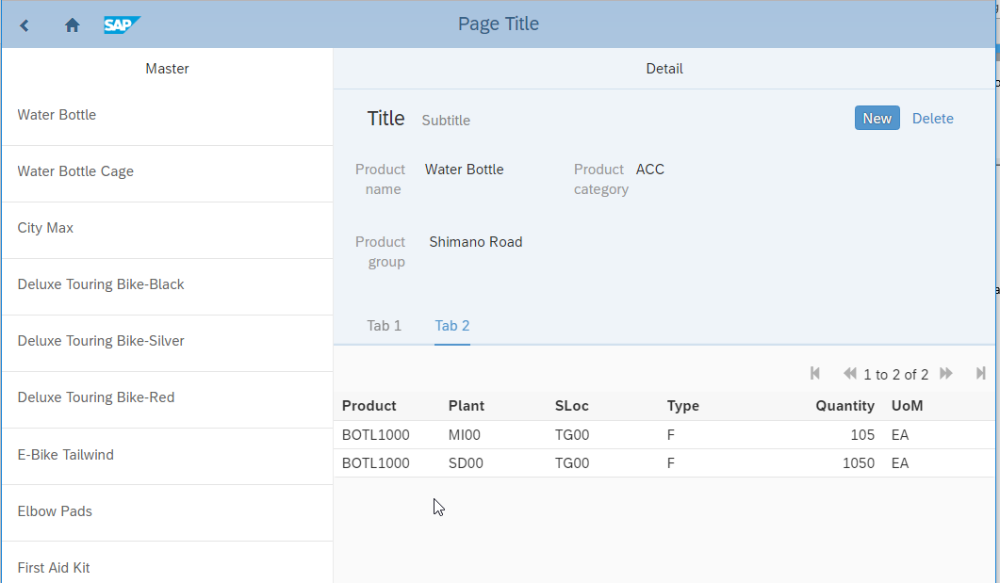 SAP
Page Title
Master
Water Bottle
Water Bottle Cage
City Max
Deluxe Touring Bike-Black
Deluxe Touring Bike-Silver
Deluxe Touring Bike-Red
E-Bike Tailwind
Elbow Pads
First Aid Kit
Detail
Title Subtitle New Delete
Product name Water Bottle Product category ACC
Product group Shimano Road
Tab 1 Tab 2
1 to 2 of 2
Product Plant SLoc Type Quantity UoM
BOTL1000 MI00 TG00 F 105 EA
BOTL1000 SD00 TG00 F 1050 EA